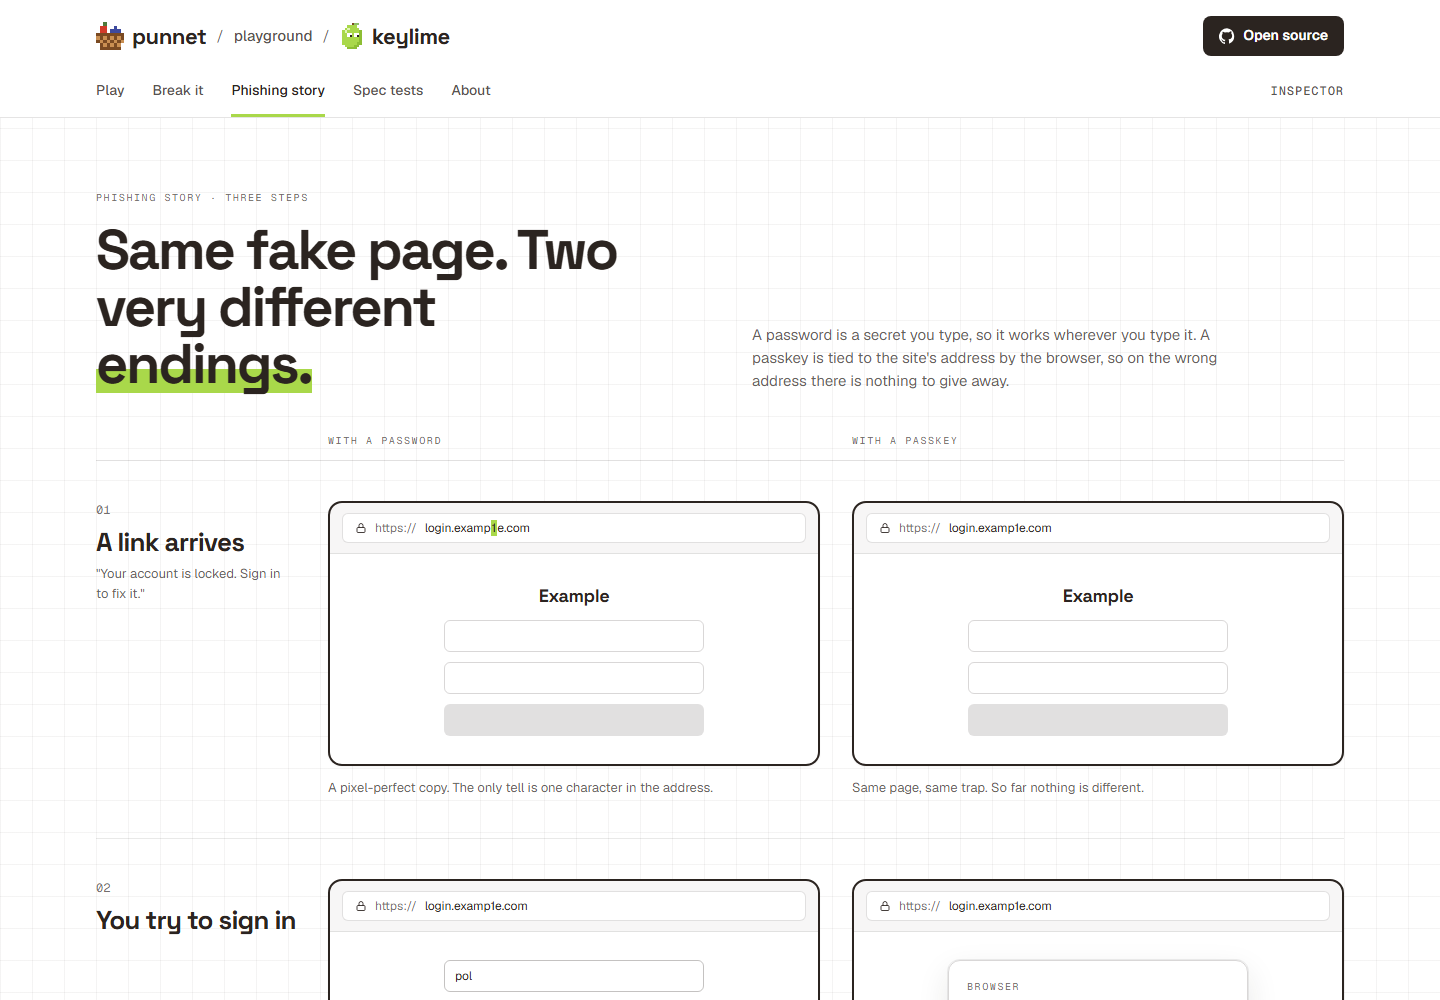 punnet / playground / keylime
Open source
Play Break it Phishing story Spec tests About
INSPECTOR
PHISHING STORY · THREE STEPS
Same fake page. Two
very different
endings.
A password is a secret you type, so it works wherever you type it. A
passkey is tied to the site's address by the browser, so on the wrong
address there is nothing to give away.
WITH A PASSWORD
WITH A PASSKEY
01
A link arrives
"Your account is locked. Sign in
to fix it."
https:// login.examp1e.com
Example
A pixel-perfect copy. The only tell is one character in the address.
https:// login.examp1e.com
Example
Same page, same trap. So far nothing is different.
02
You try to sign in
https:// login.examp1e.com
pol
https:// login.examp1e.com
BROWSER